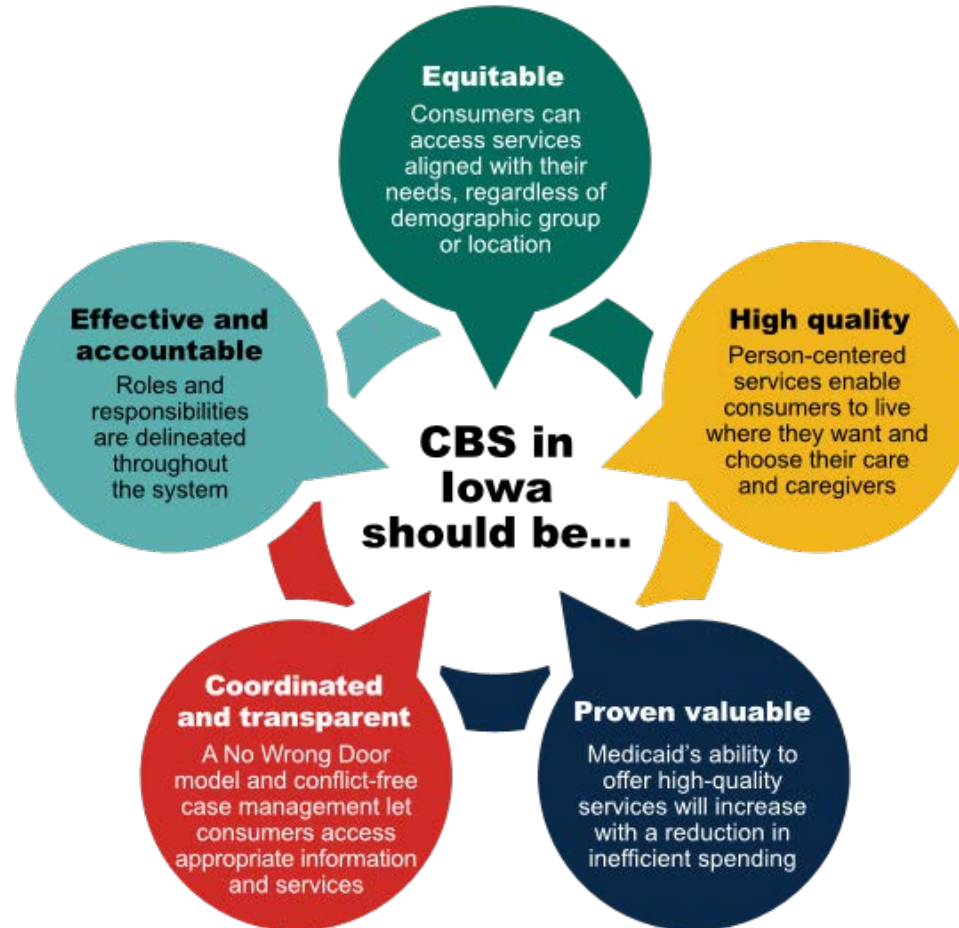 Equitable
Consumers can
access services
aligned with their
needs, regardless of
demographic group
or location
Effective and
accountable
Roles and
responsibilities
are delineated
throughout
the system
High quality
Person-centered
services enable
consumers to live
where they want and
choose their care
and caregivers
CBS in
Iowa
should be...
Coordinated
and transparent
A No Wrong Door
model and conflict-free
case management let
consumers access
appropriate information
and services
Proven valuable
Medicaid’s ability to
offer high-quality
services will increase
with a reduction in
inefficient spending